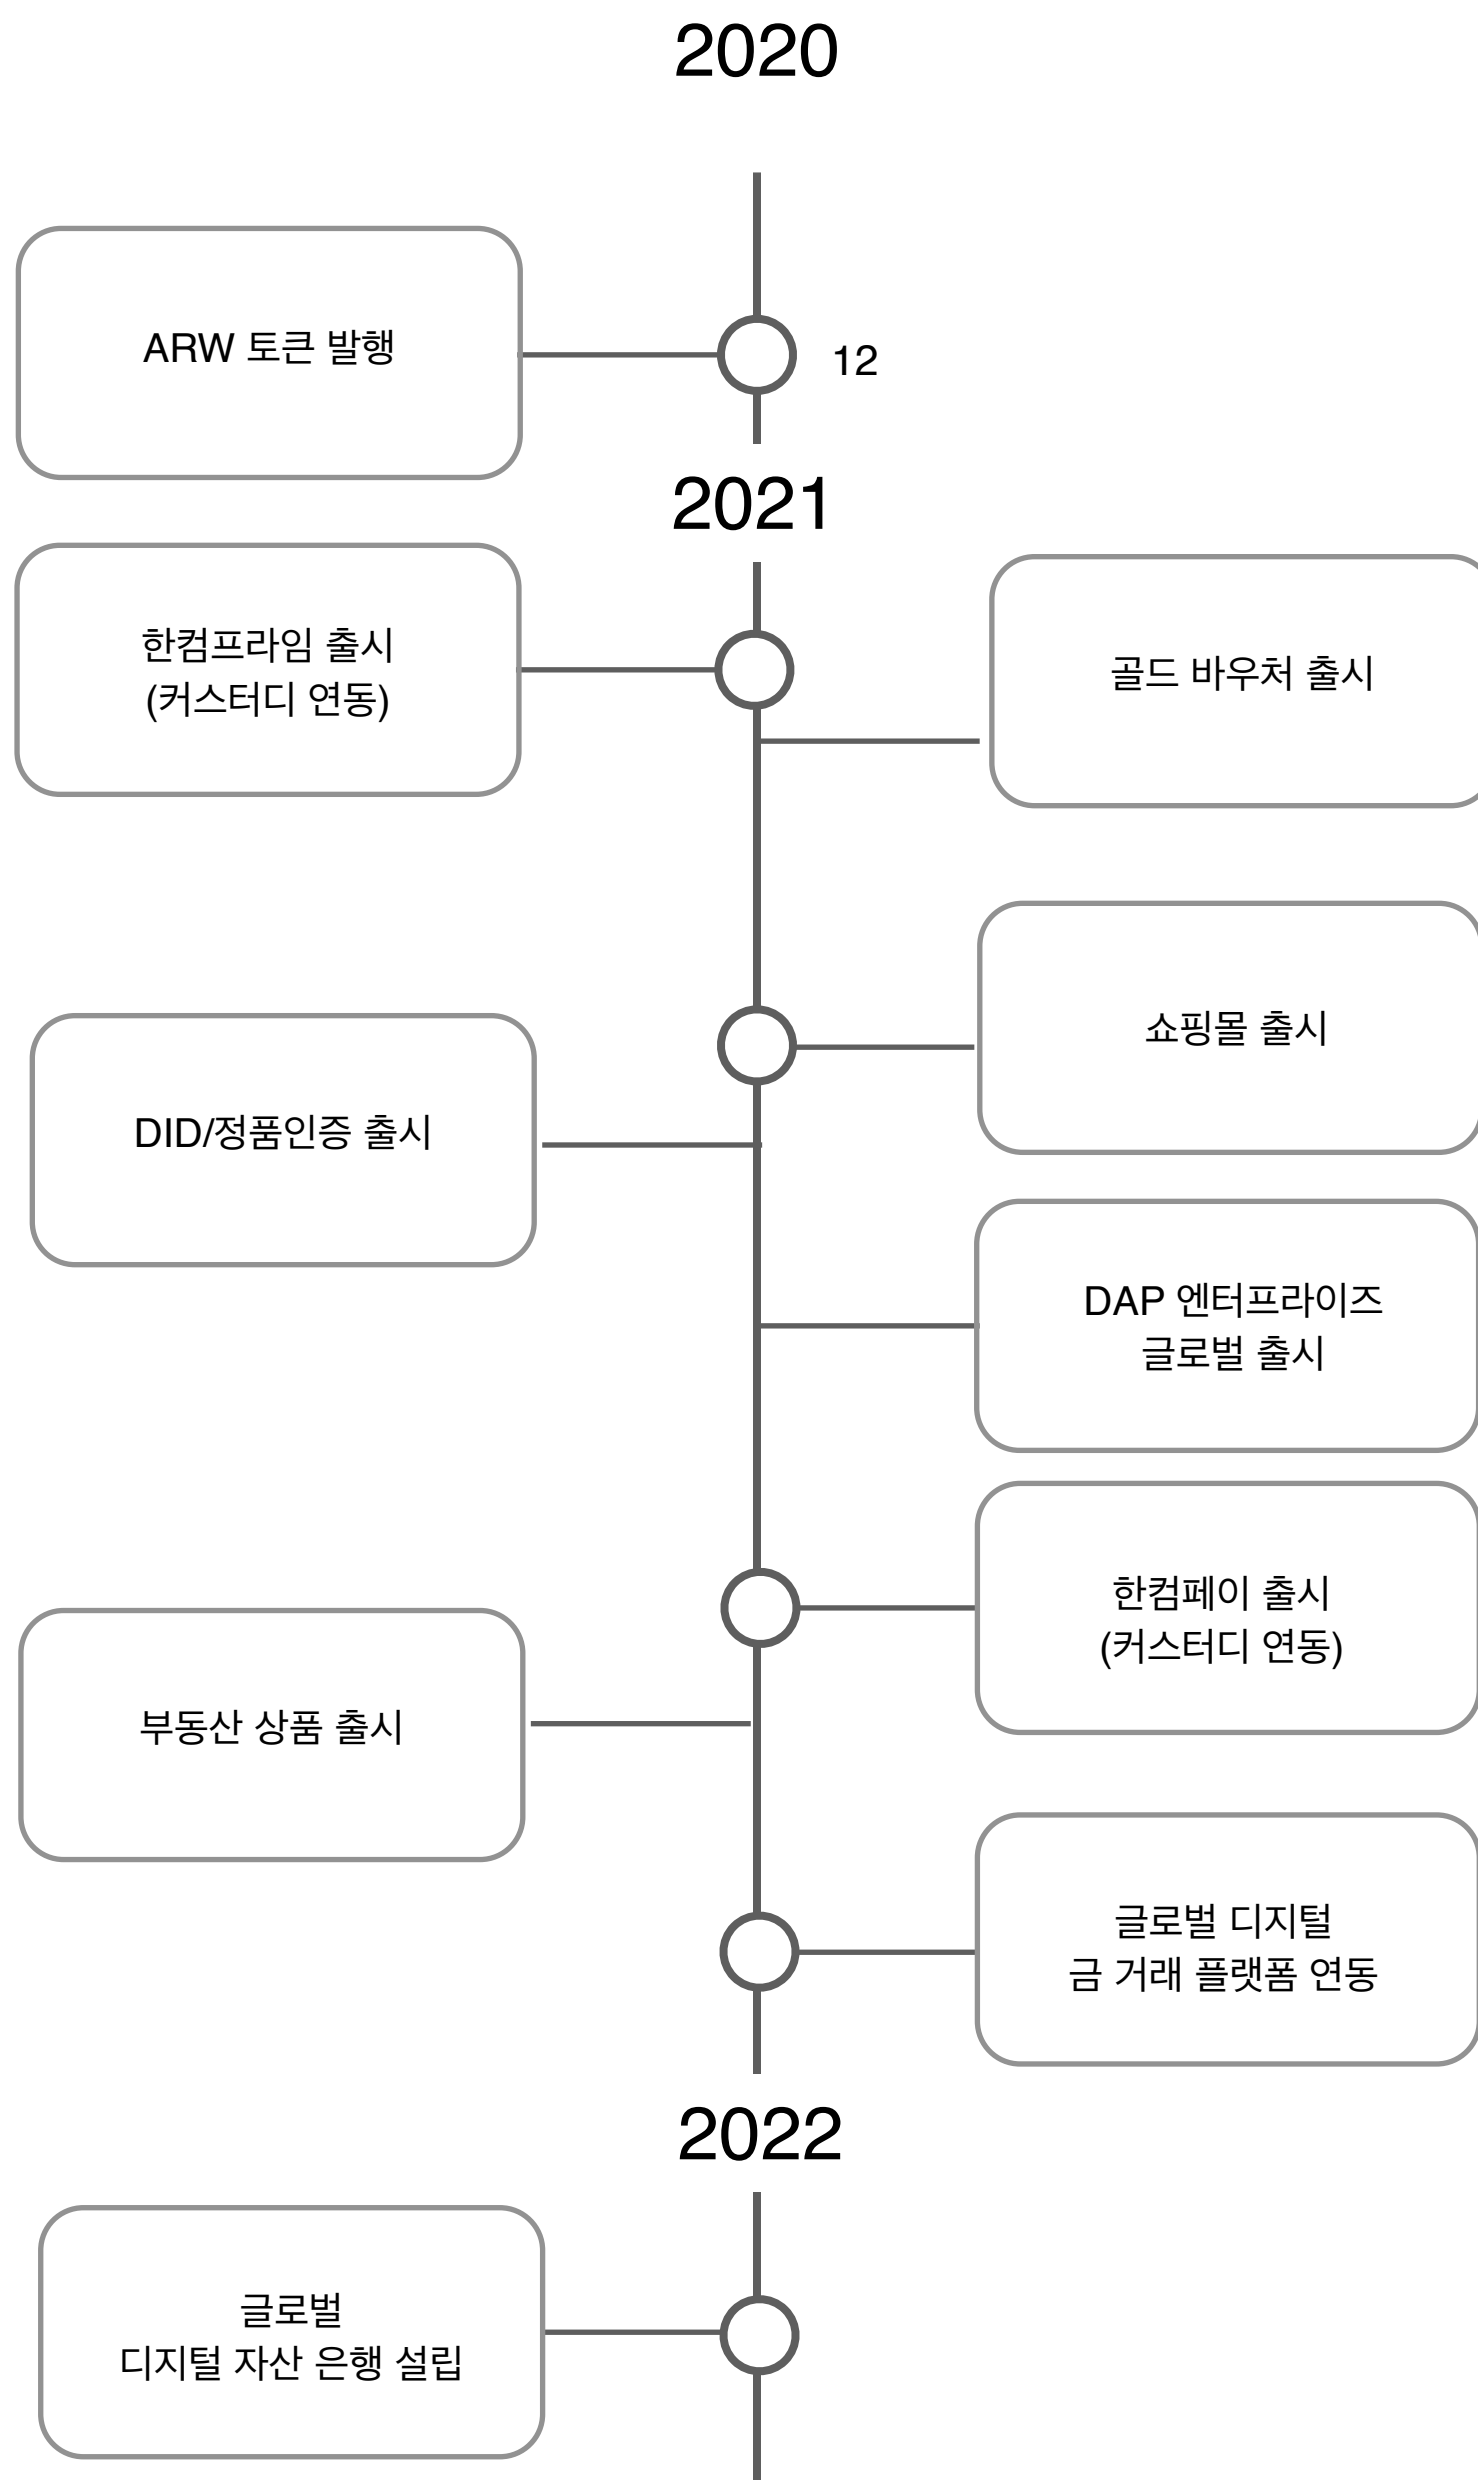 2020
ARW 토큰 발행
12
2021
한컴프라임 출시
(커스터디 연동)
골드 바우처 출시
쇼핑몰 출시
DID/정품인증 출시
DAP 엔터프라이즈
글로벌 출시
한컴페이 출시
(커스터디 연동)
부동산 상품 출시
글로벌 디지털
금 거래 플랫폼 연동
2022
글로벌
디지털 자산 은행 설립